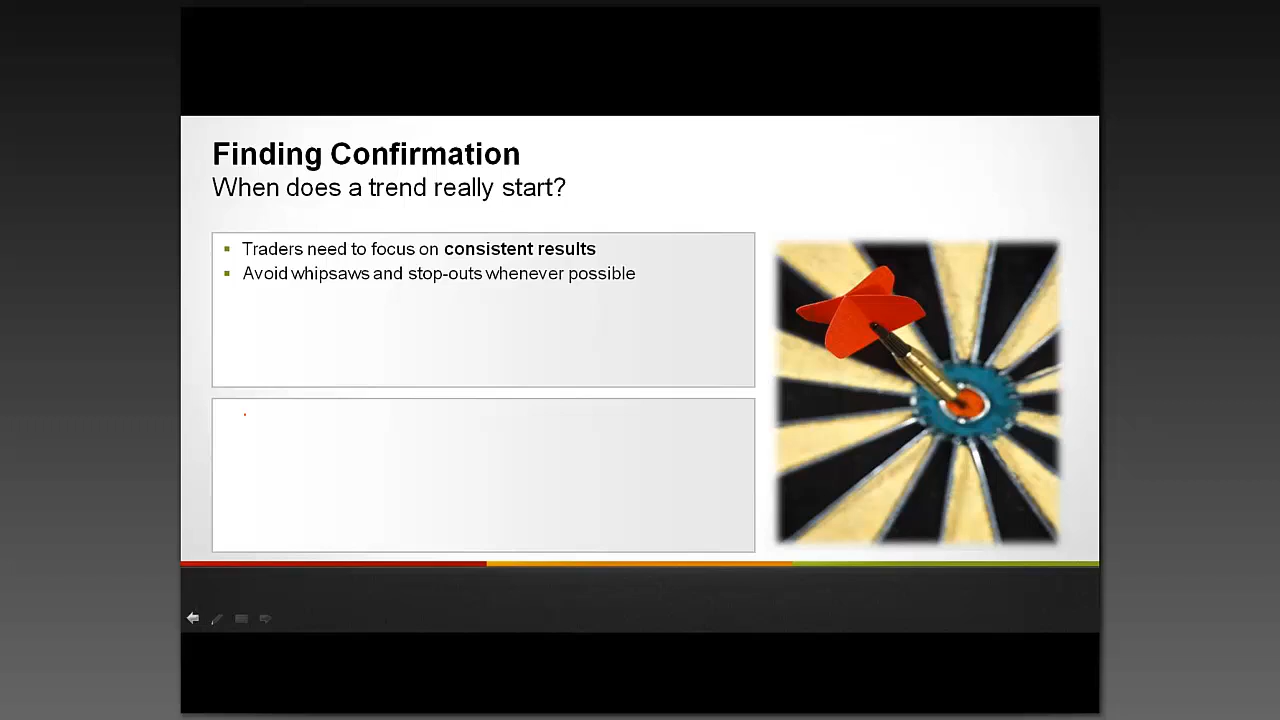 Finding Confirmation
When does a trend really start?
Traders need to focus on consistent results
Avoid whipsaws and stop-outs whenever possible